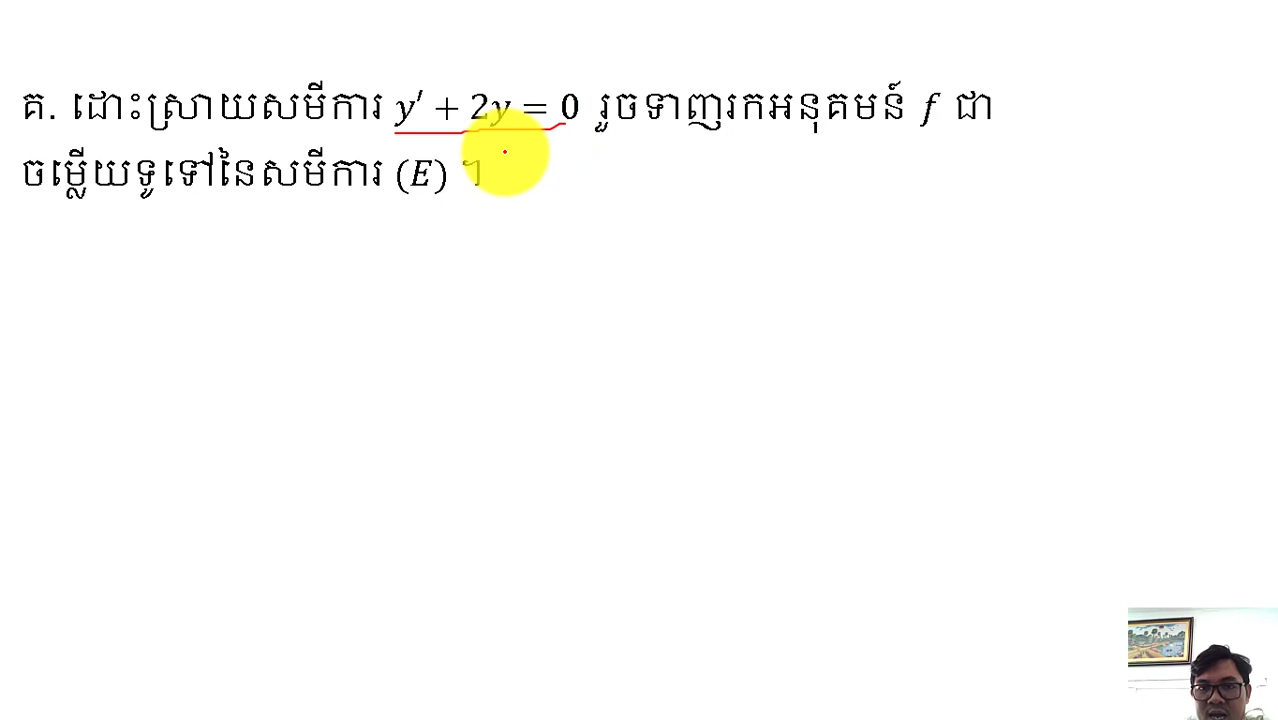 គ. ដោះស្រាយសមីការ y′ + 2y = 0 រួចទាញរកអនុគមន៍ f ជា
ចម្លើយទូទៅនៃសមីការ (E) ។